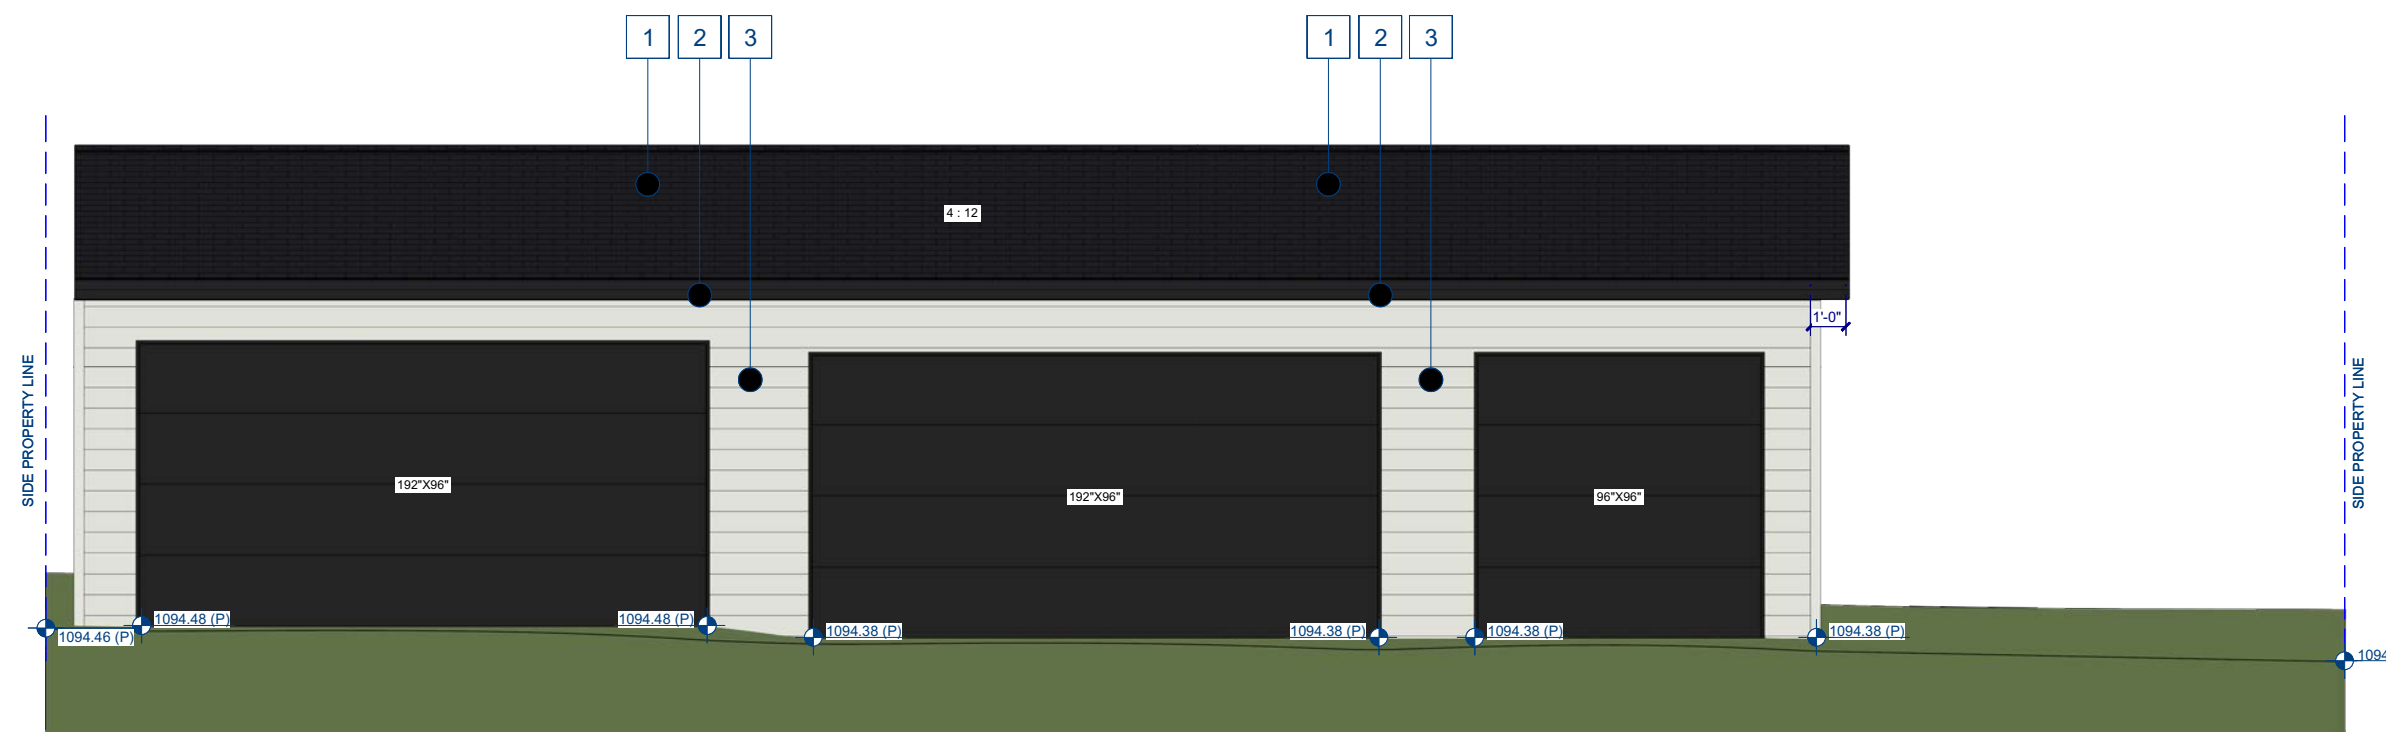 1 2 3 1 2 3
4 : 12
1'-0"
SIDE PROPERTY LINE
SIDE PROPERTY LINE
192"X96"
192"X96"
96"X96"
1094.46 (P)
1094.48 (P)
1094.48 (P)
1094.38 (P)
1094.38 (P)
1094.38 (P)
1094.38 (P)
1094